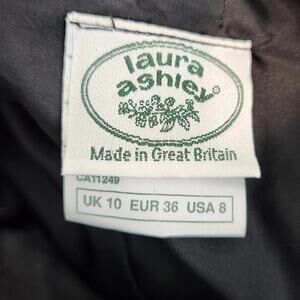 laura
ashley®
Made in Great Britain
CA11249
UK 10 EUR 36 USA 8